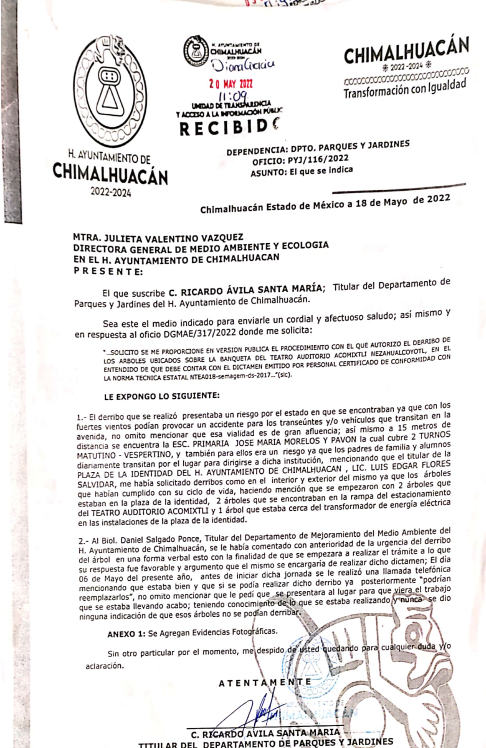 H. AYUNTAMIENTO DE
CHIMALHUACÁN
2022-2024
H. AYUNTAMIENTO DE
CHIMALHUACÁN
20 MAY 2022
11:09
UNIDAD DE TRANSPARENCIA
Y ACCESO A LA INFORMACIÓN PÚBLICA
RECIBIDO
CHIMALHUACÁN
2022-2024
Transformación con Igualdad
DEPENDENCIA: DPTO. PARQUES Y JARDINES
OFICIO: PYJ/116/2022
ASUNTO: El que se indica
Chimalhuacán Estado de México a 18 de Mayo de 2022
MTRA. JULIETA VALENTINO VAZQUEZ
DIRECTORA GENERAL DE MEDIO AMBIENTE Y ECOLOGIA
EN EL H. AYUNTAMIENTO DE CHIMALHUACAN
P R E S E N T E:
El que suscribe C. RICARDO ÁVILA SANTA MARÍA; Titular del Departamento de
Parques y Jardines del H. Ayuntamiento de Chimalhuacán.
Sea este el medio indicado para enviarle un cordial y afectuoso saludo; así mismo y
en respuesta al oficio DGMAE/317/2022 donde me solicita:
"...SOLICITO SE ME PROPORCIONE EN VERSION PUBLICA EL PROCEDIMIENTO CON EL QUE AUTORIZO EL DERRIBO DE
LOS ARBOLES UBICADOS SOBRE LA BANQUETA DEL TEATRO AUDITORIO ACOMIXTLI NEZAHUALCOYOTL, EN EL
ENTENDIDO DE QUE DEBE CONTAR CON EL DICTAMEN EMITIDO POR PERSONAL CERTIFICADO DE CONFORMIDAD CON
LA NORMA TECNICA ESTATAL NTEA018-semagem-ds-2017..."(sic).
LE EXPONGO LO SIGUIENTE:
1.- El derribo que se realizó presentaba un riesgo por el estado en que se encontraban ya que con los
fuertes vientos podían provocar un accidente para los transeúntes y/o vehículos que transitan en la
avenida, no omito mencionar que esa vialidad es de gran afluencia; así mismo a 15 metros de
distancia se encuentra la ESC. PRIMARIA JOSE MARIA MORELOS Y PAVON la cual cubre 2 TURNOS
MATUTINO - VESPERTINO, y también para ellos era un riesgo ya que los padres de familia y alumnos
diariamente transitan por el lugar para dirigirse a dicha institución, mencionando que el titular de la
PLAZA DE LA IDENTIDAD DEL H. AYUNTAMIENTO DE CHIMALHUACAN , LIC. LUIS EDGAR FLORES
SALVIDAR, me había solicitado derribos como en el interior y exterior del mismo ya que los árboles
que habían cumplido con su ciclo de vida, haciendo mención que se empezaron con 2 árboles que
estaban en la plaza de la identidad, 2 árboles que se encontraban en la rampa del estacionamiento
del TEATRO AUDITORIO ACOMIXTLI y 1 árbol que estaba cerca del transformador de energía eléctrica
en las instalaciones de la plaza de la identidad.
2.- Al Biol. Daniel Salgado Ponce, Titular del Departamento de Mejoramiento del Medio Ambiente del
H. Ayuntamiento de Chimalhuacán, se le había comentado con anterioridad de la urgencia del derribo
del árbol en una forma verbal esto con la finalidad de que se empezara a realizar el trámite a lo que
su respuesta fue favorable y argumento que el mismo se encargaría de realizar dicho dictamen; El día
06 de Mayo del presente año, antes de iniciar dicha jornada se le realizó una llamada telefónica
mencionando que estaba bien y que si se podía realizar dicho derribo ya posteriormente "podrían
reemplazarlos", no omito mencionar que le pedí que se presentara al lugar para que viera el trabajo
que se estaba llevando acabo; teniendo conocimiento de lo que se estaba realizando y nunca se dio
ninguna indicación de que esos árboles no se podían derribar.
ANEXO 1: Se Agregan Evidencias Fotográficas.
Sin otro particular por el momento, me despido de usted quedando para cualquier duda y/o
aclaración.
A T E N T A M E N T E
C. RICARDO AVILA SANTA MARIA
TITULAR DEL DEPARTAMENTO DE PARQUES Y JARDINES